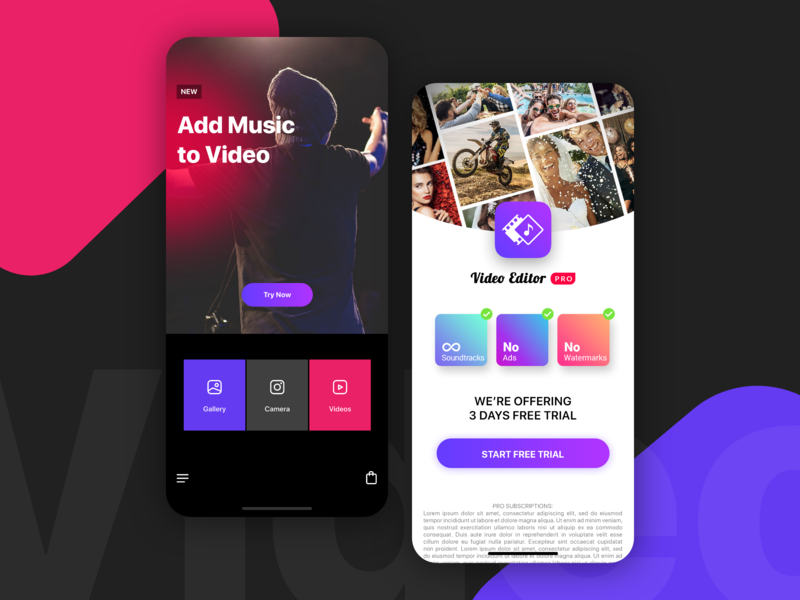 Video
NEW
Add Music
to Video
Try Now
Gallery
Camera
Videos
Video Editor PRO
Soundtracks
No
Ads
No
Watermarks
WE'RE OFFERING
3 DAYS FREE TRIAL
START FREE TRIAL
PRO SUBSCRIPTIONS:
Lorem ipsum dolor sit amet, consectetur adipiscing elit, sed do eiusmod
tempor incididunt ut labore et dolore magna aliqua. Ut enim ad minim veniam,
quis nostrud exercitation ullamco laboris nisi ut aliquip ex ea commodo
consequat. Duis aute irure dolor in reprehenderit in voluptate velit esse
cillum dolore eu fugiat nulla pariatur. Excepteur sint occaecat cupidatat
non proident. Lorem ipsum dolor sit amet, consectetur adipiscing elit, sed
do eiusmod tempor incididunt ut labore et dolore magna aliqua. Ut enim ad